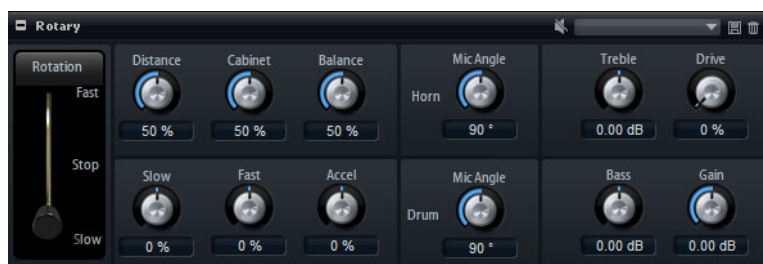 Rotary
Rotation
Fast
Stop
Slow
Distance Cabinet Balance
50 % 50 % 50 %
Slow Fast Accel
0 % 0 % 0 %
Horn
Mic Angle
90 °
Drum
Mic Angle
90 °
Treble Drive
0.00 dB 0 %
Bass Gain
0.00 dB 0.00 dB